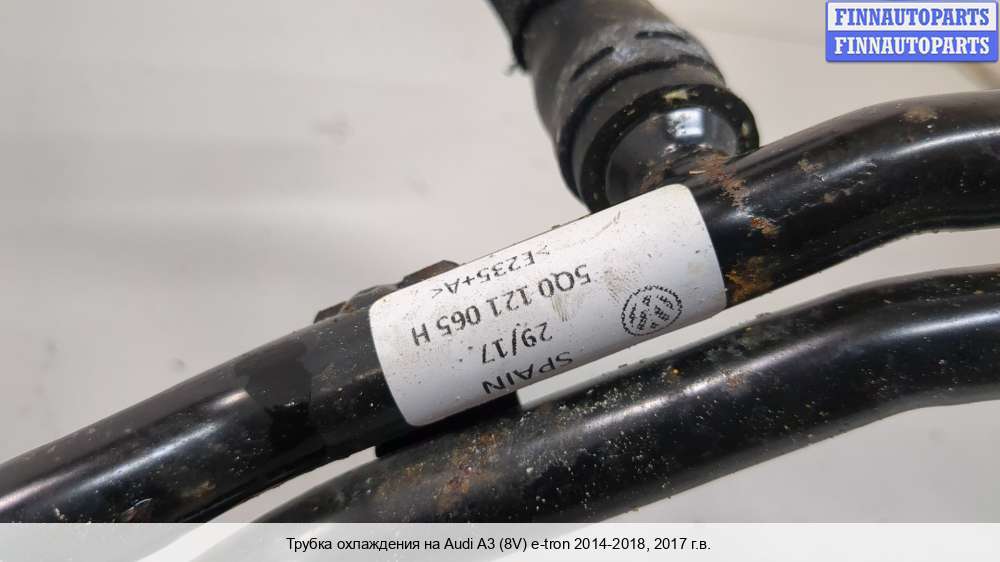 FINNAUTOPARTS
FINNAUTOPARTS
>E235+A<
5Q0 121 065 H
29/17
SPAIN
Трубка охлаждения на Audi A3 (8V) e-tron 2014-2018, 2017 г.в.